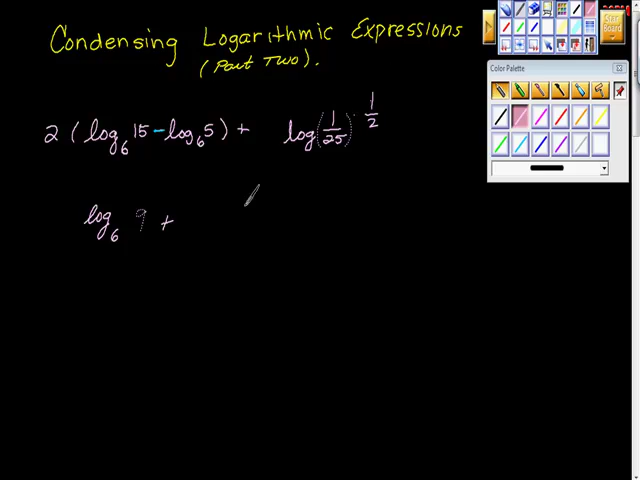 Condensing Logarithmic Expressions
(Part Two).
2 (log₆ 15 - log₆ 5) + log(1/25)^1/2
log₆ 9 +
Color Palette